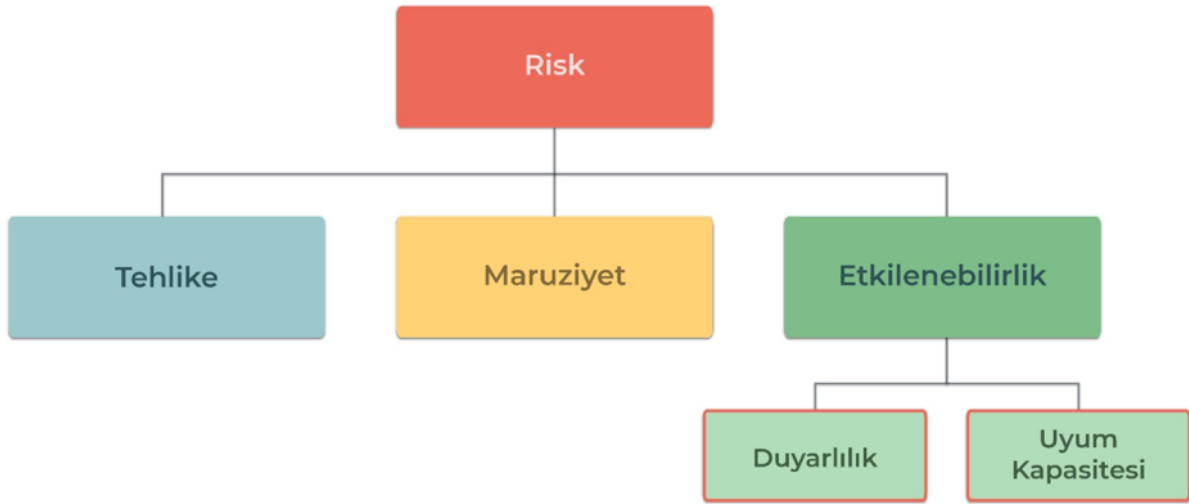 Risk
Tehlike
Maruziyet
Etkilenebilirlik
Duyarlılık
Uyum
Kapasitesi